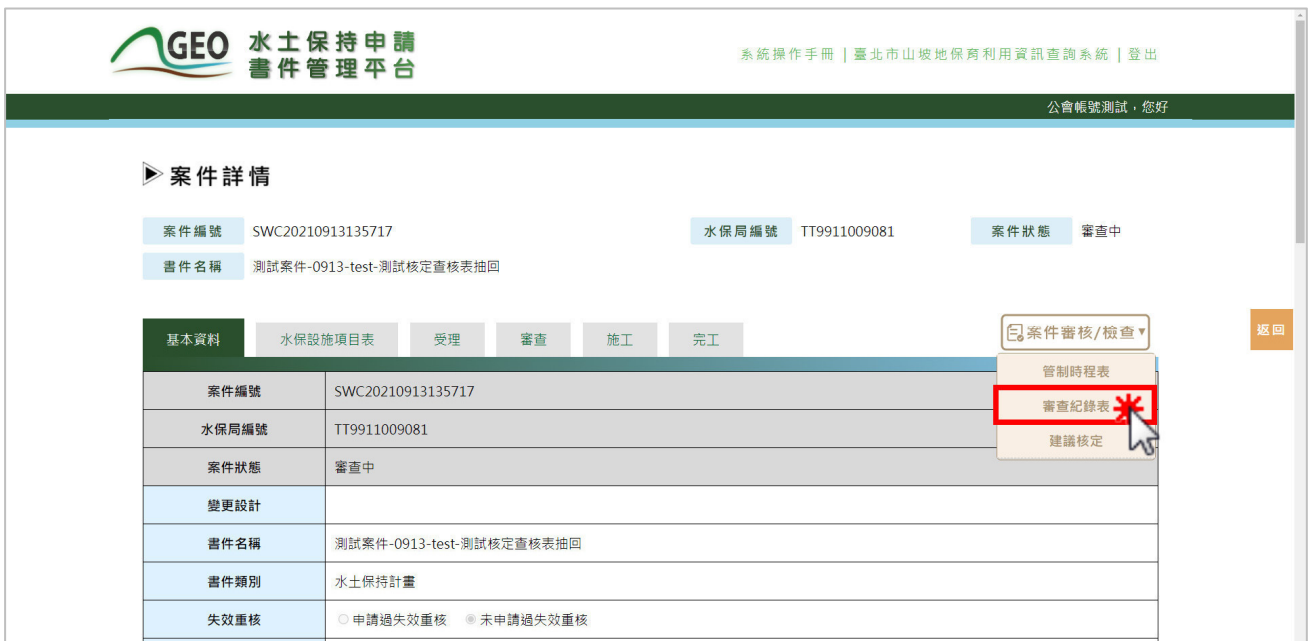 GEO 水土保持申請
書件管理平台
系統操作手冊 | 臺北市山坡地保育利用資訊查詢系統 | 登出
公會帳號測試，您好
案件詳情
案件編號 SWC20210913135717 水保局編號 TT9911009081 案件狀態 審查中
書件名稱 測試案件-0913-test-測試核定查核表抽回
基本資料 水保設施項目表 受理 審查 施工 完工 案件審核/檢查▼ 返回
管制時程表
審查紀錄表
建議核定
案件編號 SWC20210913135717
水保局編號 TT9911009081
案件狀態 審查中
變更設計
書件名稱 測試案件-0913-test-測試核定查核表抽回
書件類別 水土保持計畫
失效重核 申請過失效重核 未申請過失效重核